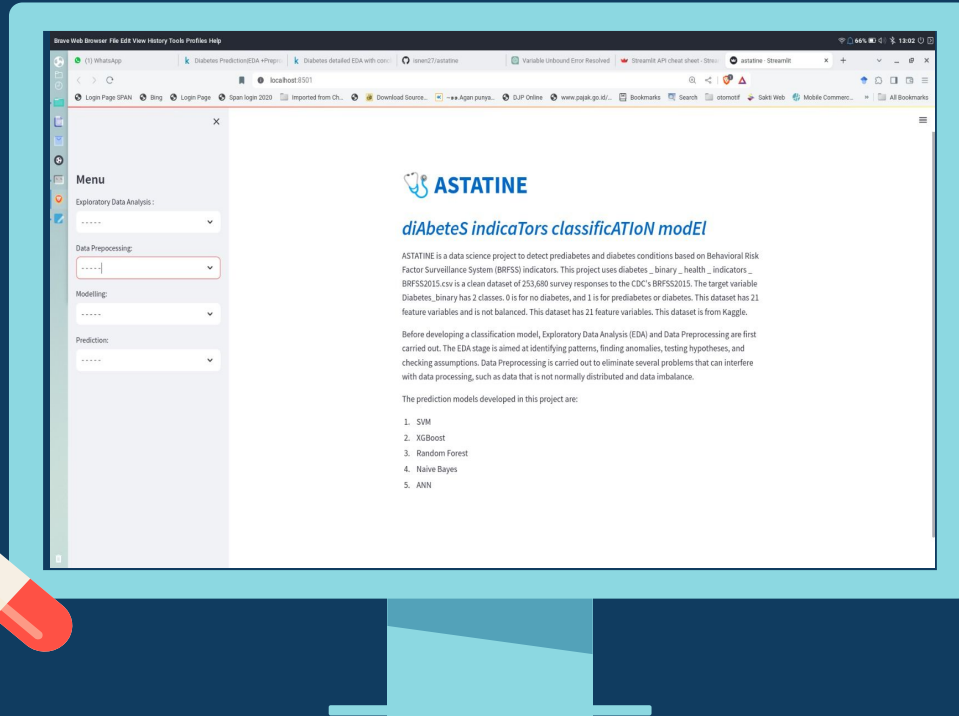 Brave Web Browser File Edit View History Tools Profiles Help
66% 13:02
(1) WhatsApp
Diabetes Prediction(EDA +Prepro
Diabetes detailed EDA with conc
isnen27/astatine
Variable Unbound Error Resolved
Streamlit API cheat sheet - Strea
astatine · Streamlit
localhost:8501
Login Page SPAN
Bing
Login Page
Span login 2020
Imported from Ch...
Download Source...
Agan punya...
DJP Online
www.pajak.go.id/...
Bookmarks
Search
otomotif
Sakti Web
Mobile Commerc...
All Bookmarks
Menu
Exploratory Data Analysis :
-----
Data Prepocessing:
-----
Modelling:
-----
Prediction:
-----
ASTATINE
diAbeteS indicaTors classificATIoN modEl
ASTATINE is a data science project to detect prediabetes and diabetes conditions based on Behavioral Risk
Factor Surveillance System (BRFSS) indicators. This project uses diabetes _ binary _ health _ indicators _
BRFSS2015.csv is a clean dataset of 253,680 survey responses to the CDC's BRFSS2015. The target variable
Diabetes_binary has 2 classes. 0 is for no diabetes, and 1 is for prediabetes or diabetes. This dataset has 21
feature variables and is not balanced. This dataset has 21 feature variables. This dataset is from Kaggle.
Before developing a classification model, Exploratory Data Analysis (EDA) and Data Preprocessing are first
carried out. The EDA stage is aimed at identifying patterns, finding anomalies, testing hypotheses, and
checking assumptions. Data Preprocessing is carried out to eliminate several problems that can interfere
with data processing, such as data that is not normally distributed and data imbalance.
The prediction models developed in this project are:
1. SVM
2. XGBoost
3. Random Forest
4. Naive Bayes
5. ANN